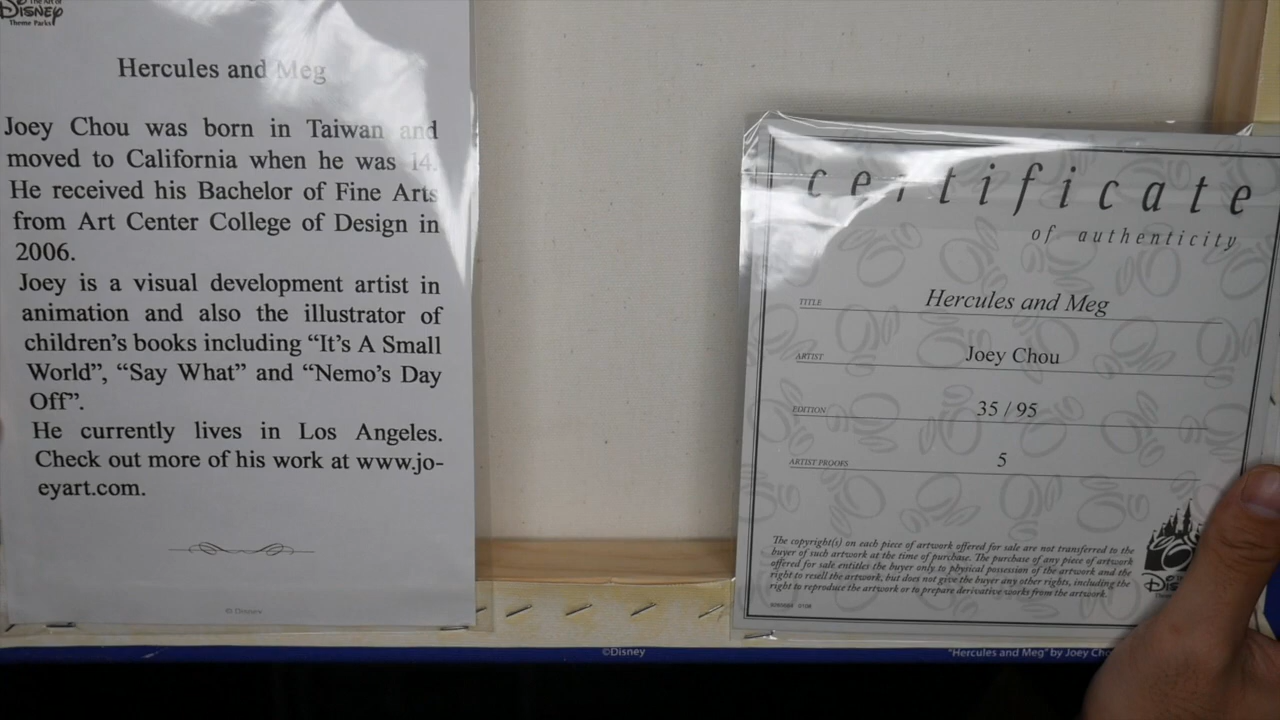 The Art of
DISNEY
Theme Parks
Hercules and Meg
Joey Chou was born in Taiwan and
moved to California when he was 14.
He received his Bachelor of Fine Arts
from Art Center College of Design in
2006.
Joey is a visual development artist in
animation and also the illustrator of
children's books including “It's A Small
World”, “Say What” and “Nemo's Day
Off”.
He currently lives in Los Angeles.
Check out more of his work at www.jo-
eyart.com.
© Disney
certificate
of authenticity
TITLE Hercules and Meg
ARTIST Joey Chou
EDITION 35 / 95
ARTIST PROOFS 5
The copyright(s) on each piece of artwork offered for sale are not transferred to the
buyer of such artwork at the time of purchase. The purchase of any piece of artwork
offered for sale entitles the buyer only to physical possession of the artwork and the
right to resell the artwork, but does not give the buyer any other rights, including the
right to reproduce the artwork or to prepare derivative works from the artwork.
©Disney
"Hercules and Meg" by Joey